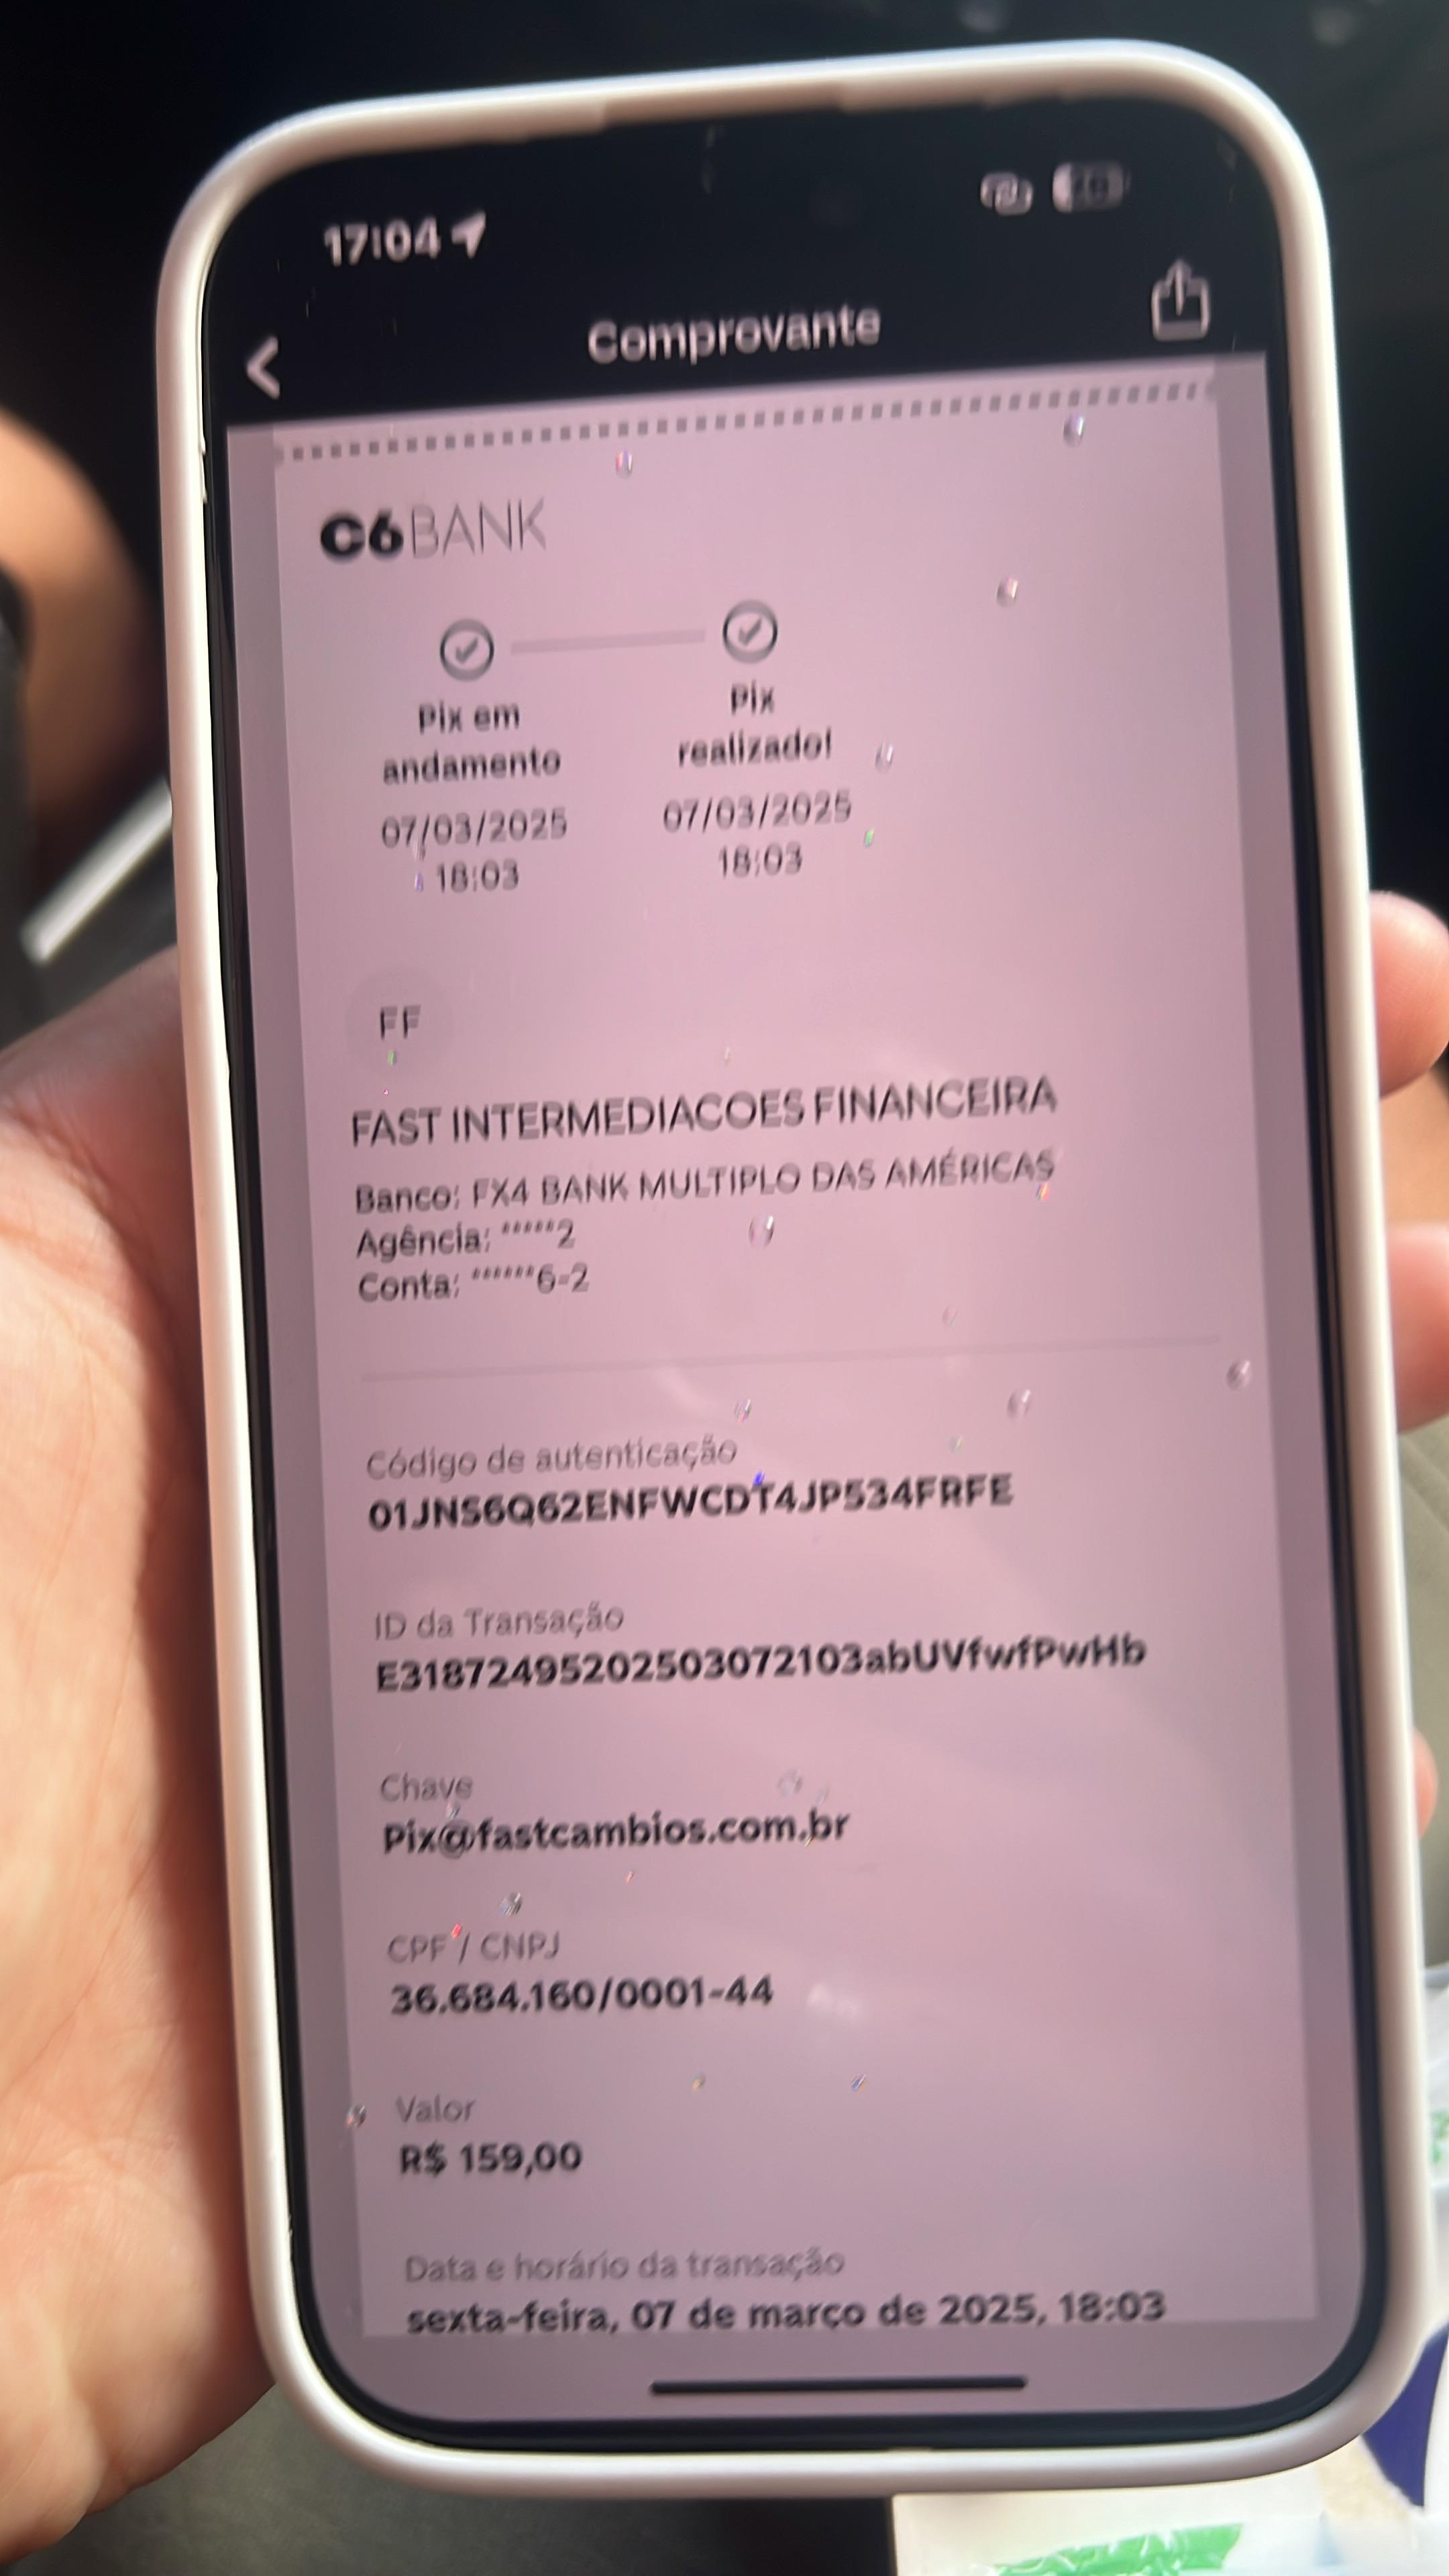 17:04
Comprovante
C6BANK
Pix em
andamento
07/03/2025
18:03
Pix
realizado!
07/03/2025
18:03
FF
FAST INTERMEDIACOES FINANCEIRA
Banco: FX4 BANK MULTIPLO DAS AMÉRICAS
Agência: *****2
Conta: ******6-2
Código de autenticação
01JNS6Q62ENFWCDT4JP534FRFE
ID da Transação
E31872495202503072103abUVfwfPwHb
Chave
Pix@fastcambios.com.br
CPF / CNPJ
36.684.160/0001-44
Valor
R$ 159,00
Data e horário da transação
sexta-feira, 07 de março de 2025, 18:03